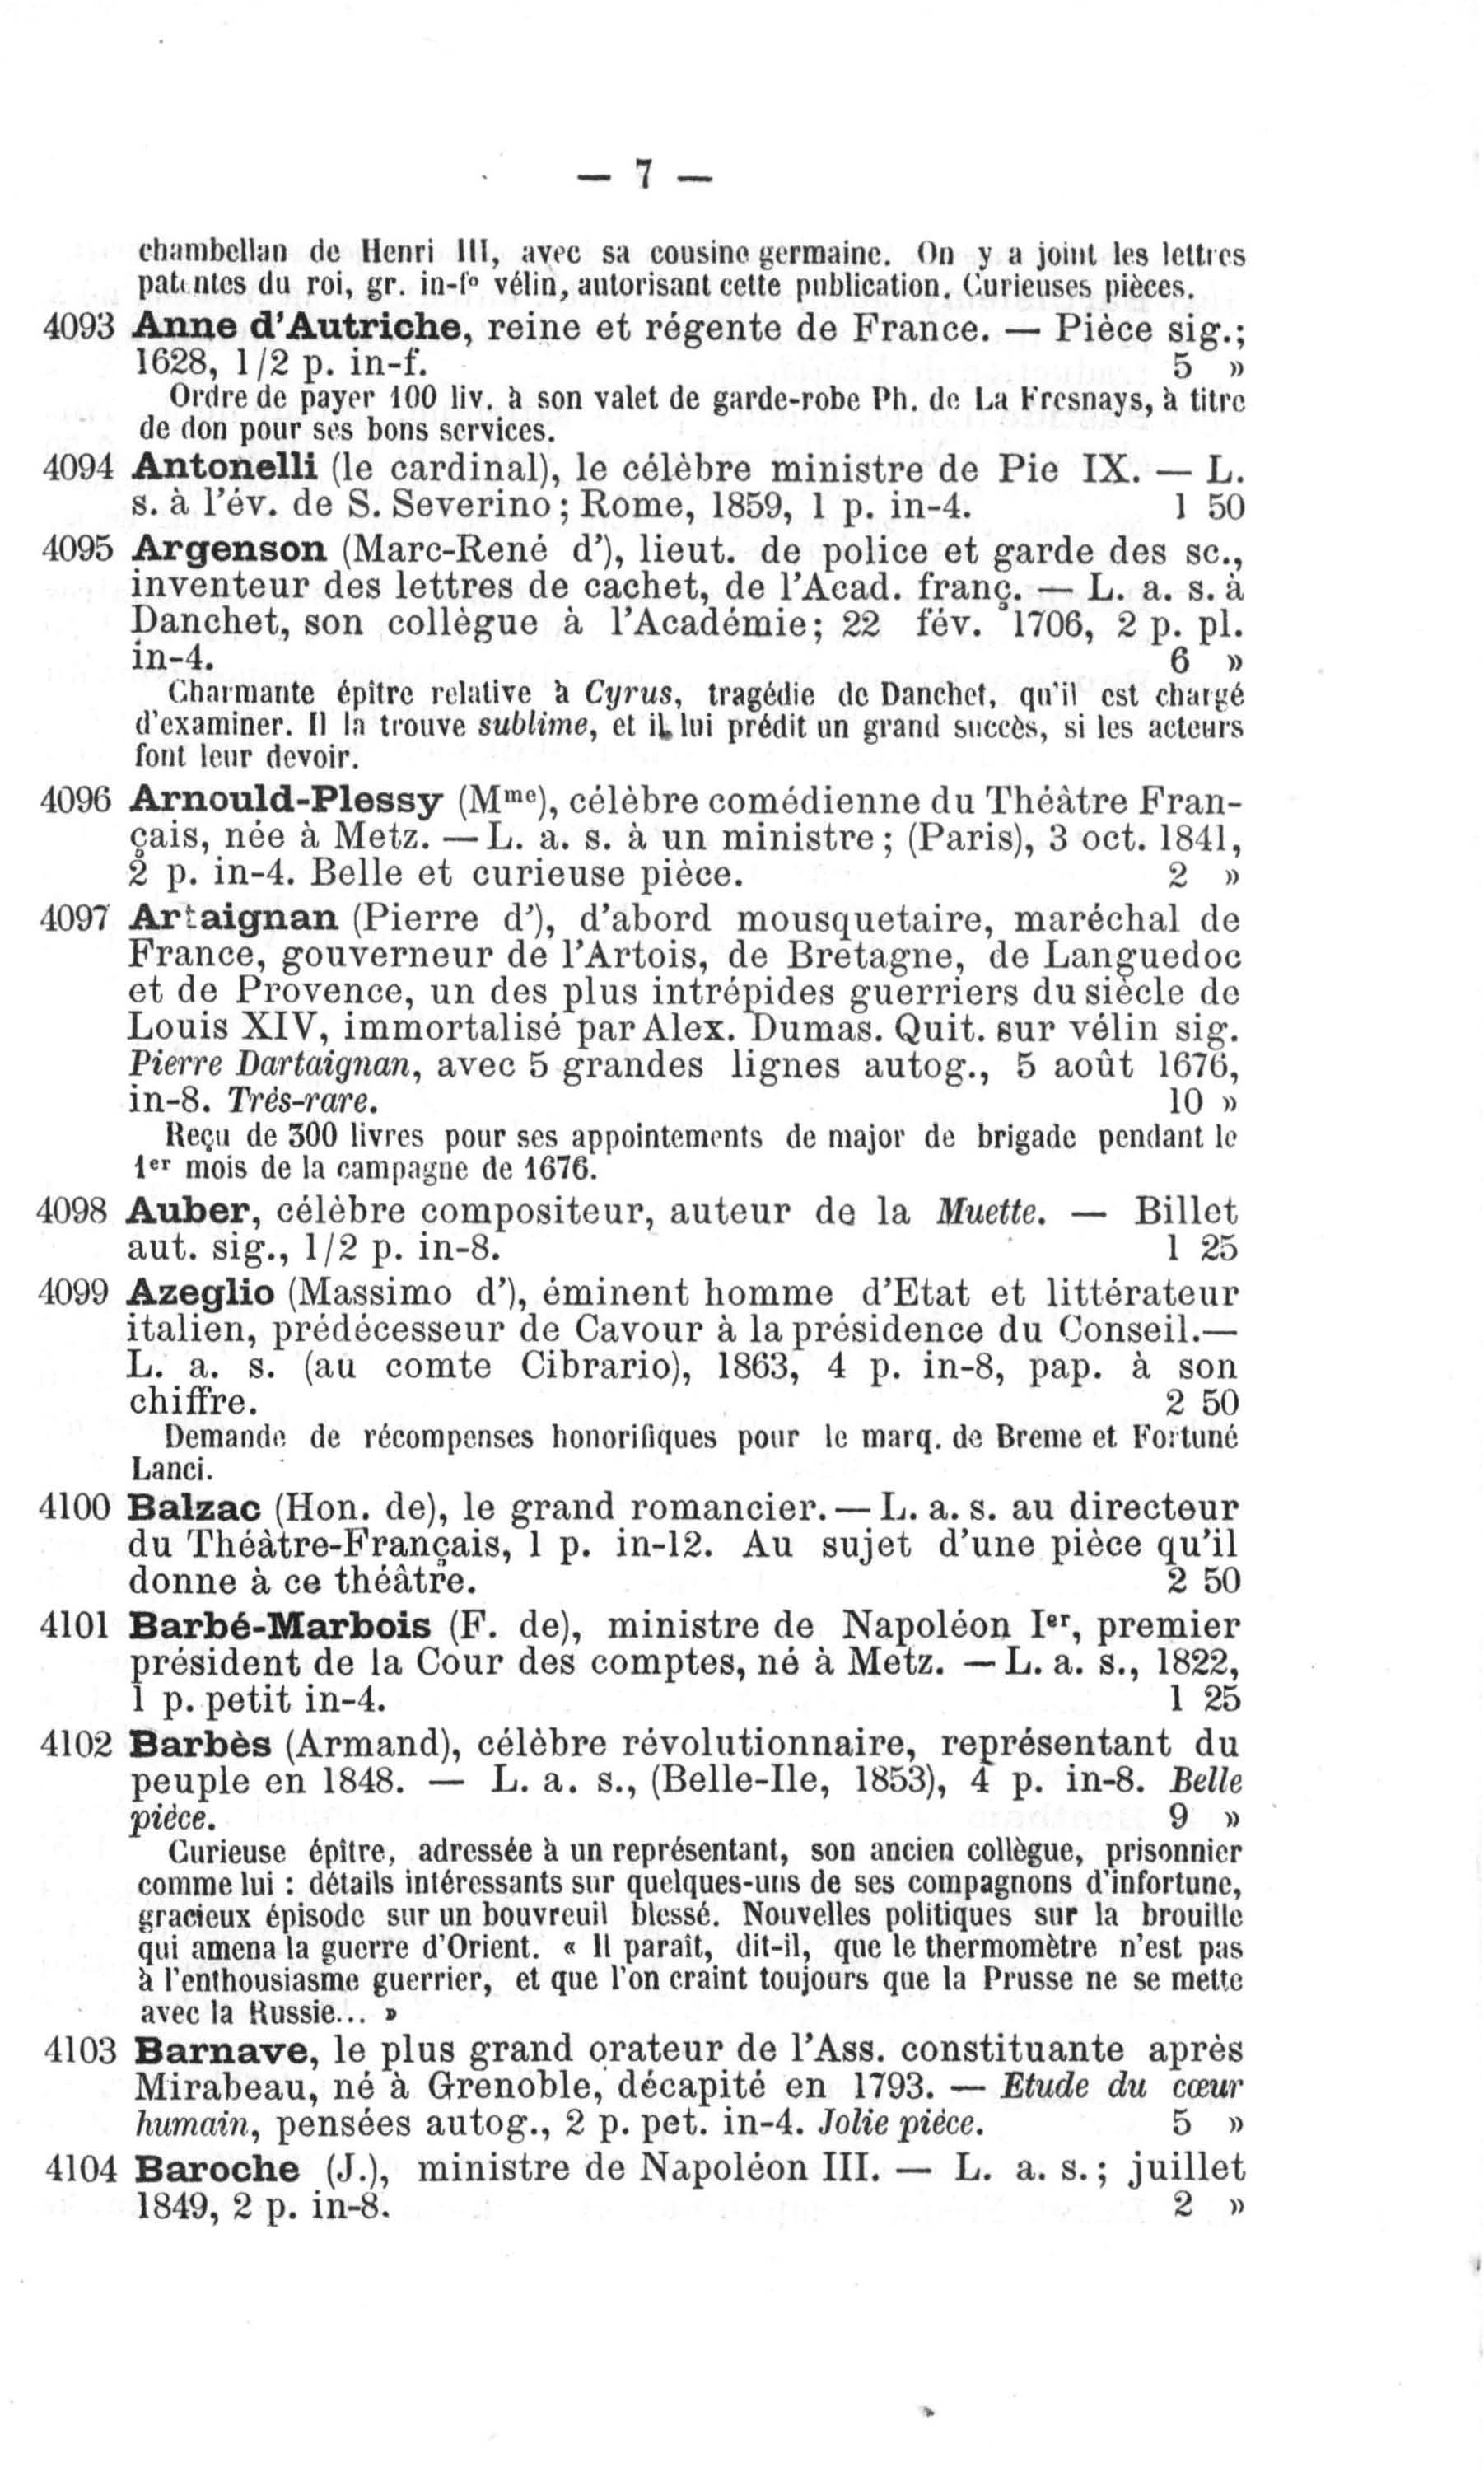 — 7 —
chambellan de Henri III, avec sa cousine germaine. On y a joint les lettres
patentes du roi, gr. in-f° vélin, autorisant cette publication. Curieuses pièces.
4093 Anne d'Autriche, reine et régente de France. — Pièce sig.;
1628, 1/2 p. in-f. 5 »
Ordre de payer 100 liv. à son valet de garde-robe Ph. de La Fresnays, à titre
de don pour ses bons services.
4094 Antonelli (le cardinal), le célèbre ministre de Pie IX. — L.
s. à l'év. de S. Severino; Rome, 1859, 1 p. in-4. 1 50
4095 Argenson (Marc-René d'), lieut. de police et garde des sc.,
inventeur des lettres de cachet, de l'Acad. franç. — L. a. s. à
Danchet, son collègue à l'Académie; 22 fév. 1706, 2 p. pl.
in-4. 6 »
Charmante épître relative à Cyrus, tragédie de Danchet, qu'il est chargé
d'examiner. Il la trouve sublime, et il lui prédit un grand succès, si les acteurs
font leur devoir.
4096 Arnould-Plessy (Mme), célèbre comédienne du Théâtre Fran-
çais, née à Metz. — L. a. s. à un ministre; (Paris), 3 oct. 1841,
2 p. in-4. Belle et curieuse pièce. 2 »
4097 Artaignan (Pierre d'), d'abord mousquetaire, maréchal de
France, gouverneur de l'Artois, de Bretagne, de Languedoc
et de Provence, un des plus intrépides guerriers du siècle de
Louis XIV, immortalisé par Alex. Dumas. Quit. sur vélin sig.
Pierre Dartaignan, avec 5 grandes lignes autog., 5 août 1676,
in-8. Très-rare. 10 »
Reçu de 300 livres pour ses appointements de major de brigade pendant le
1er mois de la campagne de 1676.
4098 Auber, célèbre compositeur, auteur de la Muette. — Billet
aut. sig., 1/2 p. in-8. 1 25
4099 Azeglio (Massimo d'), éminent homme d'Etat et littérateur
italien, prédécesseur de Cavour à la présidence du Conseil.—
L. a. s. (au comte Cibrario), 1863, 4 p. in-8, pap. à son
chiffre. 2 50
Demande de récompenses honorifiques pour le marq. de Breme et Fortuné
Lanci.
4100 Balzac (Hon. de), le grand romancier. — L. a. s. au directeur
du Théâtre-Français, 1 p. in-12. Au sujet d'une pièce qu'il
donne à ce théâtre. 2 50
4101 Barbé-Marbois (F. de), ministre de Napoléon Ier, premier
président de la Cour des comptes, né à Metz. — L. a. s., 1822,
1 p. petit in-4. 1 25
4102 Barbès (Armand), célèbre révolutionnaire, représentant du
peuple en 1848. — L. a. s., (Belle-Ile, 1853), 4 p. in-8. Belle
pièce. 9 »
Curieuse épître, adressée à un représentant, son ancien collègue, prisonnier
comme lui : détails intéressants sur quelques-uns de ses compagnons d'infortune,
gracieux épisode sur un bouvreuil blessé. Nouvelles politiques sur la brouille
qui amena la guerre d'Orient. « Il paraît, dit-il, que le thermomètre n'est pas
à l'enthousiasme guerrier, et que l'on craint toujours que la Prusse ne se mette
avec la Russie... »
4103 Barnave, le plus grand orateur de l'Ass. constituante après
Mirabeau, né à Grenoble, décapité en 1793. — Etude du cœur
humain, pensées autog., 2 p. pet. in-4. Jolie pièce. 5 »
4104 Baroche (J.), ministre de Napoléon III. — L. a. s.; juillet
1849, 2 p. in-8. 2 »